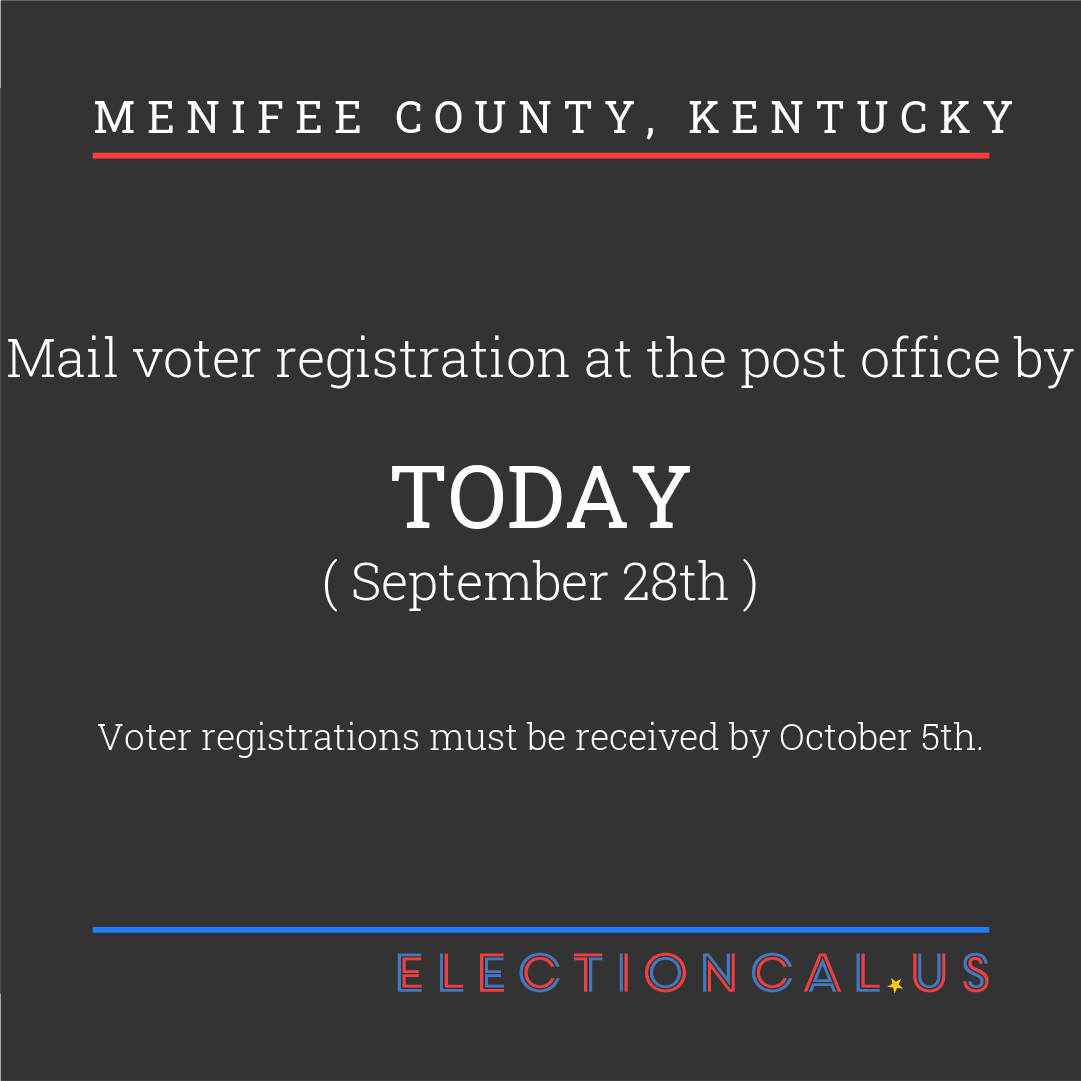 MENIFEE COUNTY, KENTUCKY
Mail voter registration at the post office by
TODAY
( September 28th )
Voter registrations must be received by October 5th.
ELECTIONCAL.US